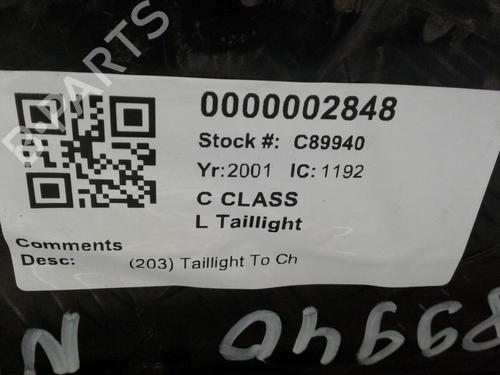 0000002848
Stock #: C89940
Yr: 2001 IC: 1192
C CLASS
L Taillight
Comments
Desc: (203) Taillight To Ch
B-PARTS
89940
N